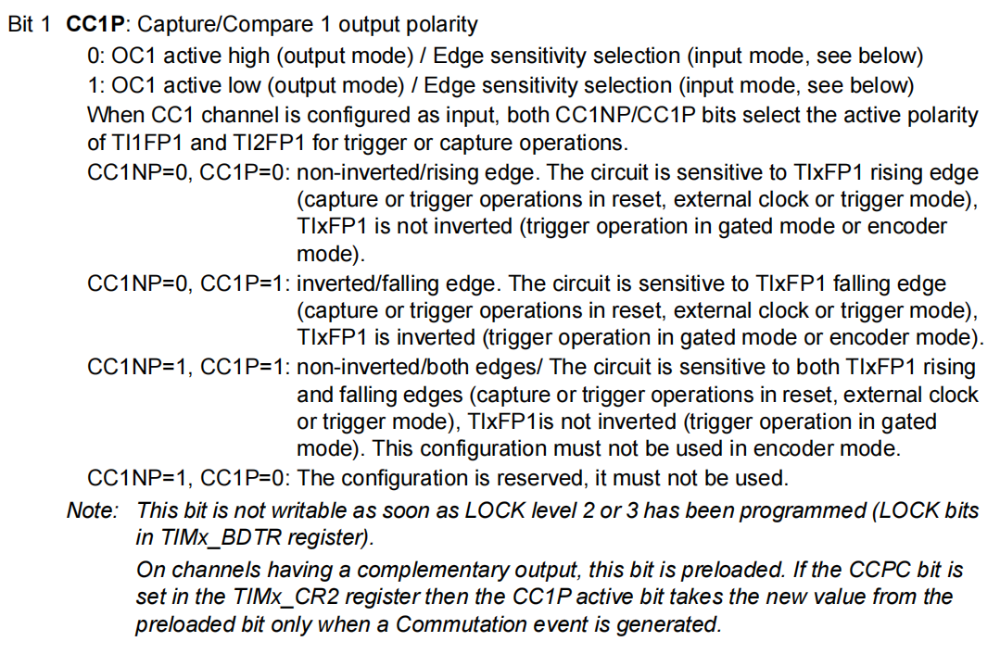 Bit 1 CC1P: Capture/Compare 1 output polarity
0: OC1 active high (output mode) / Edge sensitivity selection (input mode, see below)
1: OC1 active low (output mode) / Edge sensitivity selection (input mode, see below)
When CC1 channel is configured as input, both CC1NP/CC1P bits select the active polarity
of TI1FP1 and TI2FP1 for trigger or capture operations.
CC1NP=0, CC1P=0: non-inverted/rising edge. The circuit is sensitive to TIxFP1 rising edge
(capture or trigger operations in reset, external clock or trigger mode),
TIxFP1 is not inverted (trigger operation in gated mode or encoder
mode).
CC1NP=0, CC1P=1: inverted/falling edge. The circuit is sensitive to TIxFP1 falling edge
(capture or trigger operations in reset, external clock or trigger mode),
TIxFP1 is inverted (trigger operation in gated mode or encoder mode).
CC1NP=1, CC1P=1: non-inverted/both edges/ The circuit is sensitive to both TIxFP1 rising
and falling edges (capture or trigger operations in reset, external clock
or trigger mode), TIxFP1is not inverted (trigger operation in gated
mode). This configuration must not be used in encoder mode.
CC1NP=1, CC1P=0: The configuration is reserved, it must not be used.
Note: This bit is not writable as soon as LOCK level 2 or 3 has been programmed (LOCK bits
in TIMx_BDTR register).
On channels having a complementary output, this bit is preloaded. If the CCPC bit is
set in the TIMx_CR2 register then the CC1P active bit takes the new value from the
preloaded bit only when a Commutation event is generated.